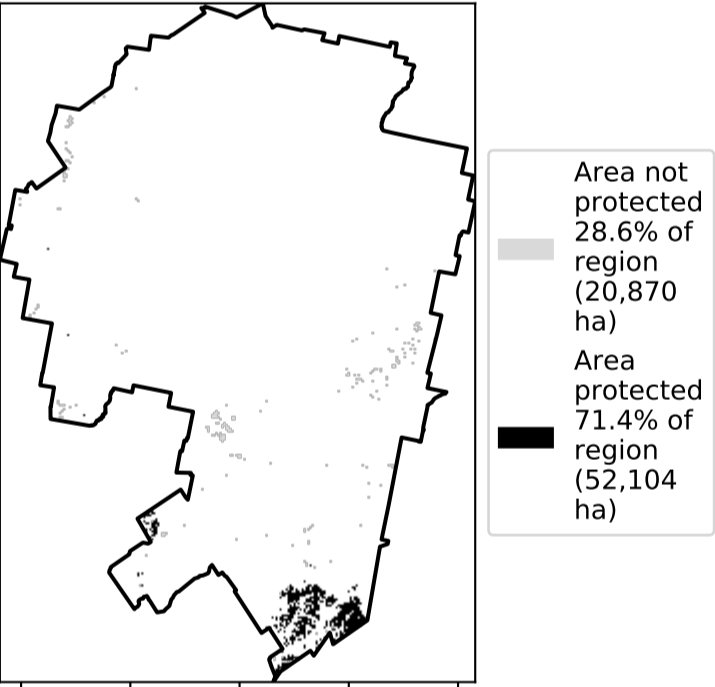 Area not
protected
28.6% of
region
(20,870
ha)
Area
protected
71.4% of
region
(52,104
ha)